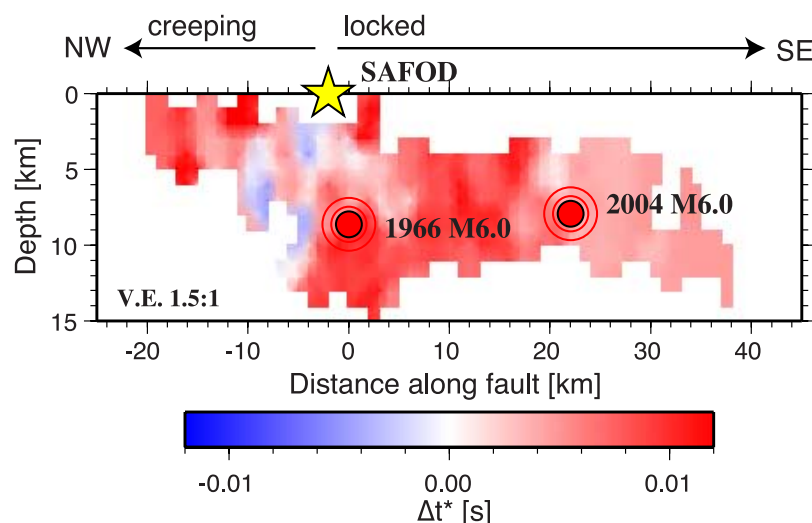 creeping locked
NW SE
SAFOD
0
5
10
15
Depth [km]
1966 M6.0
2004 M6.0
V.E. 1.5:1
-20 -10 0 10 20 30 40
Distance along fault [km]
-0.01 0.00 0.01
Δt* [s]